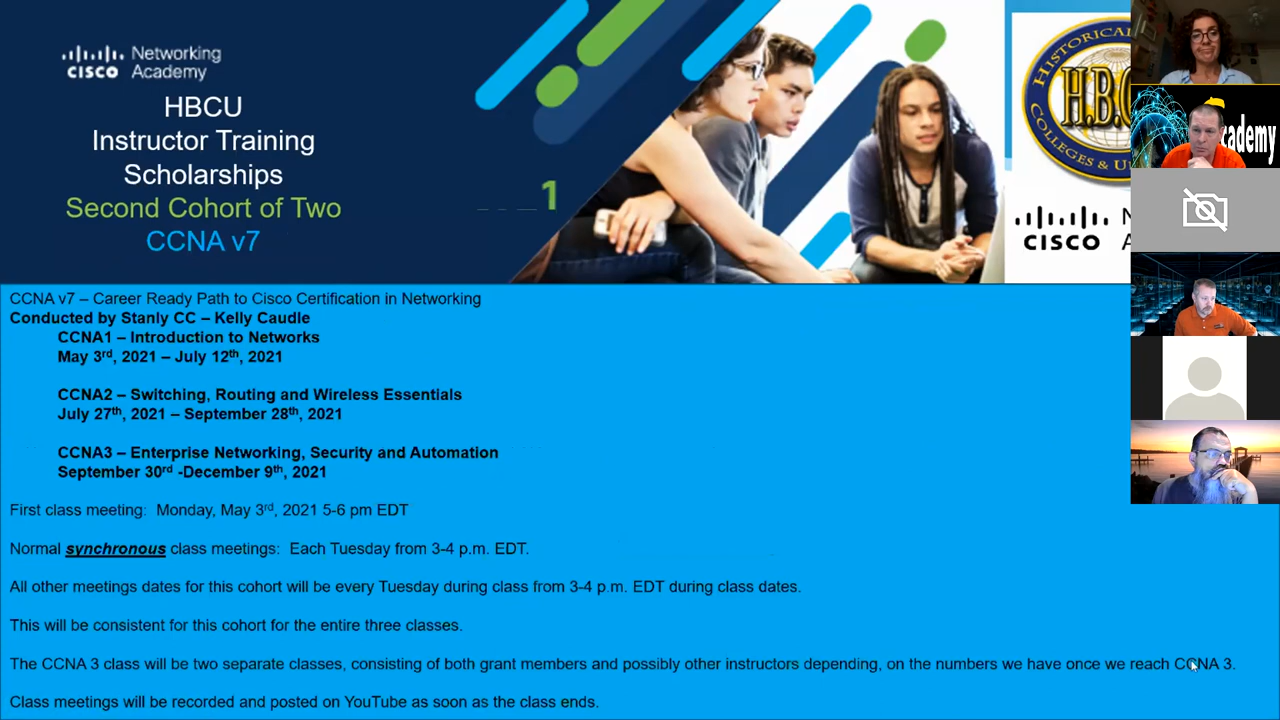 Networking
CISCO Academy
HBCU
Instructor Training
Scholarships
Second Cohort of Two
CCNA v7
1
HISTORICAL
H.B.C
COLLEGES & U
CISCO
cademy
CCNA v7 – Career Ready Path to Cisco Certification in Networking
Conducted by Stanly CC – Kelly Caudle
CCNA1 – Introduction to Networks
May 3rd, 2021 – July 12th, 2021
CCNA2 – Switching, Routing and Wireless Essentials
July 27th, 2021 – September 28th, 2021
CCNA3 – Enterprise Networking, Security and Automation
September 30rd -December 9th, 2021
First class meeting: Monday, May 3rd, 2021 5-6 pm EDT
Normal synchronous class meetings: Each Tuesday from 3-4 p.m. EDT.
All other meetings dates for this cohort will be every Tuesday during class from 3-4 p.m. EDT during class dates.
This will be consistent for this cohort for the entire three classes.
The CCNA 3 class will be two separate classes, consisting of both grant members and possibly other instructors depending, on the numbers we have once we reach CCNA 3.
Class meetings will be recorded and posted on YouTube as soon as the class ends.